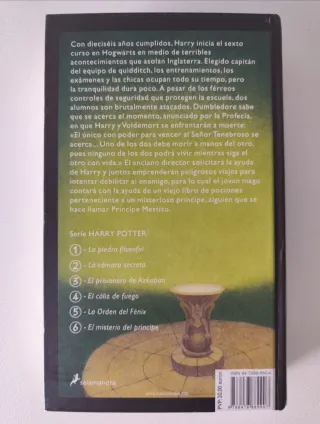 Con dieciséis años cumplidos, Harry inicia el sexto
curso en Hogwarts en medio de terribles
acontecimientos que asolan Inglaterra. Elegido capitán
del equipo de quidditch, los entrenamientos, los
exámenes y las chicas ocupan todo su tiempo, pero
la tranquilidad dura poco. A pesar de los férreos
controles de seguridad que protegen la escuela, dos
alumnos son brutalmente atacados. Dumbledore sabe
que se acerca el momento, anunciado por la Profecía,
en que Harry y Voldemort se enfrentarán a muerte:
«El único con poder para vencer al Señor Tenebroso se
acerca... Uno de los dos debe morir a manos del otro,
pues ninguno de los dos podrá vivir mientras siga el
otro con vida.» El anciano director solicitará la ayuda
de Harry y juntos emprenderán peligrosos viajes para
intentar debilitar al enemigo, para lo cual el joven mago
contará con la ayuda de un viejo libro de pociones
perteneciente a un misterioso príncipe, alguien que se
hace llamar Príncipe Mestizo.
Serie HARRY POTTER
1 - La piedra filosofal
2 - La cámara secreta
3 - El prisionero de Azkaban
4 - El cáliz de fuego
5 - La Orden del Fénix
6 - El misterio del príncipe
salamandra
PVP: 20.00 euros